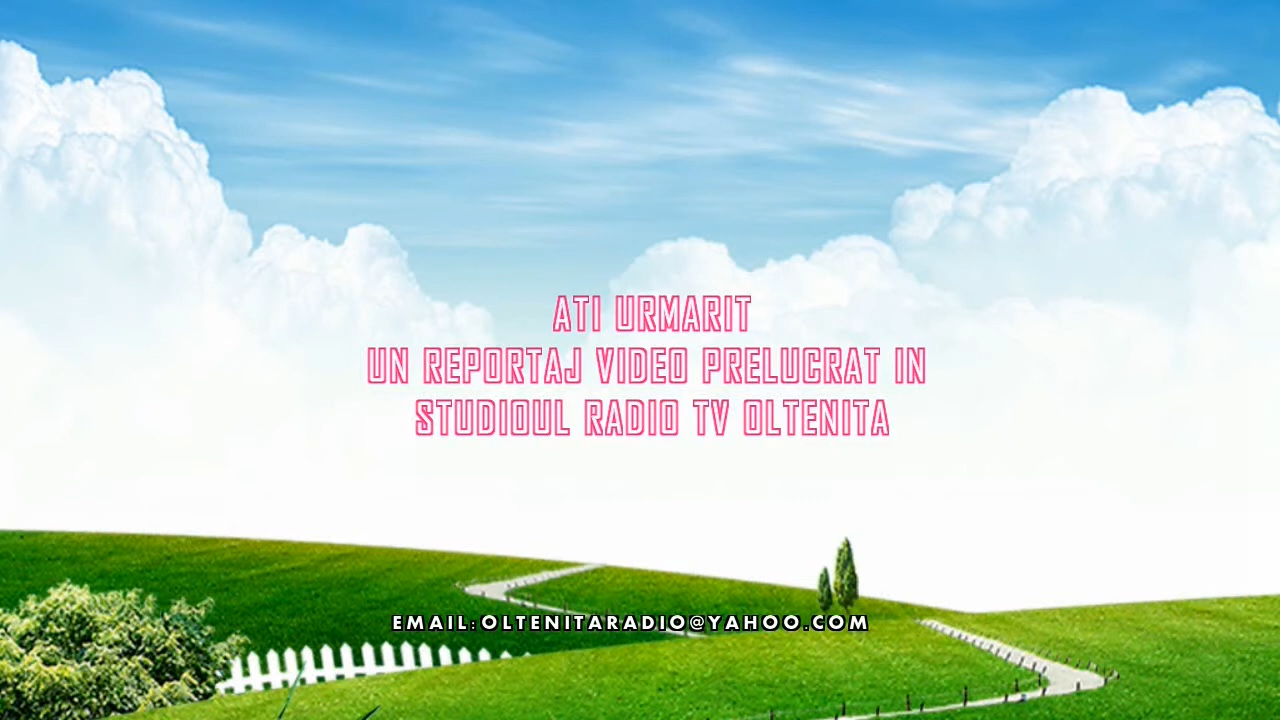 ATI URMARIT
UN REPORTAJ VIDEO PRELUCRAT IN
STUDIOUL RADIO TV OLTENITA
EMAIL:OLTENITARADIO@YAHOO.COM